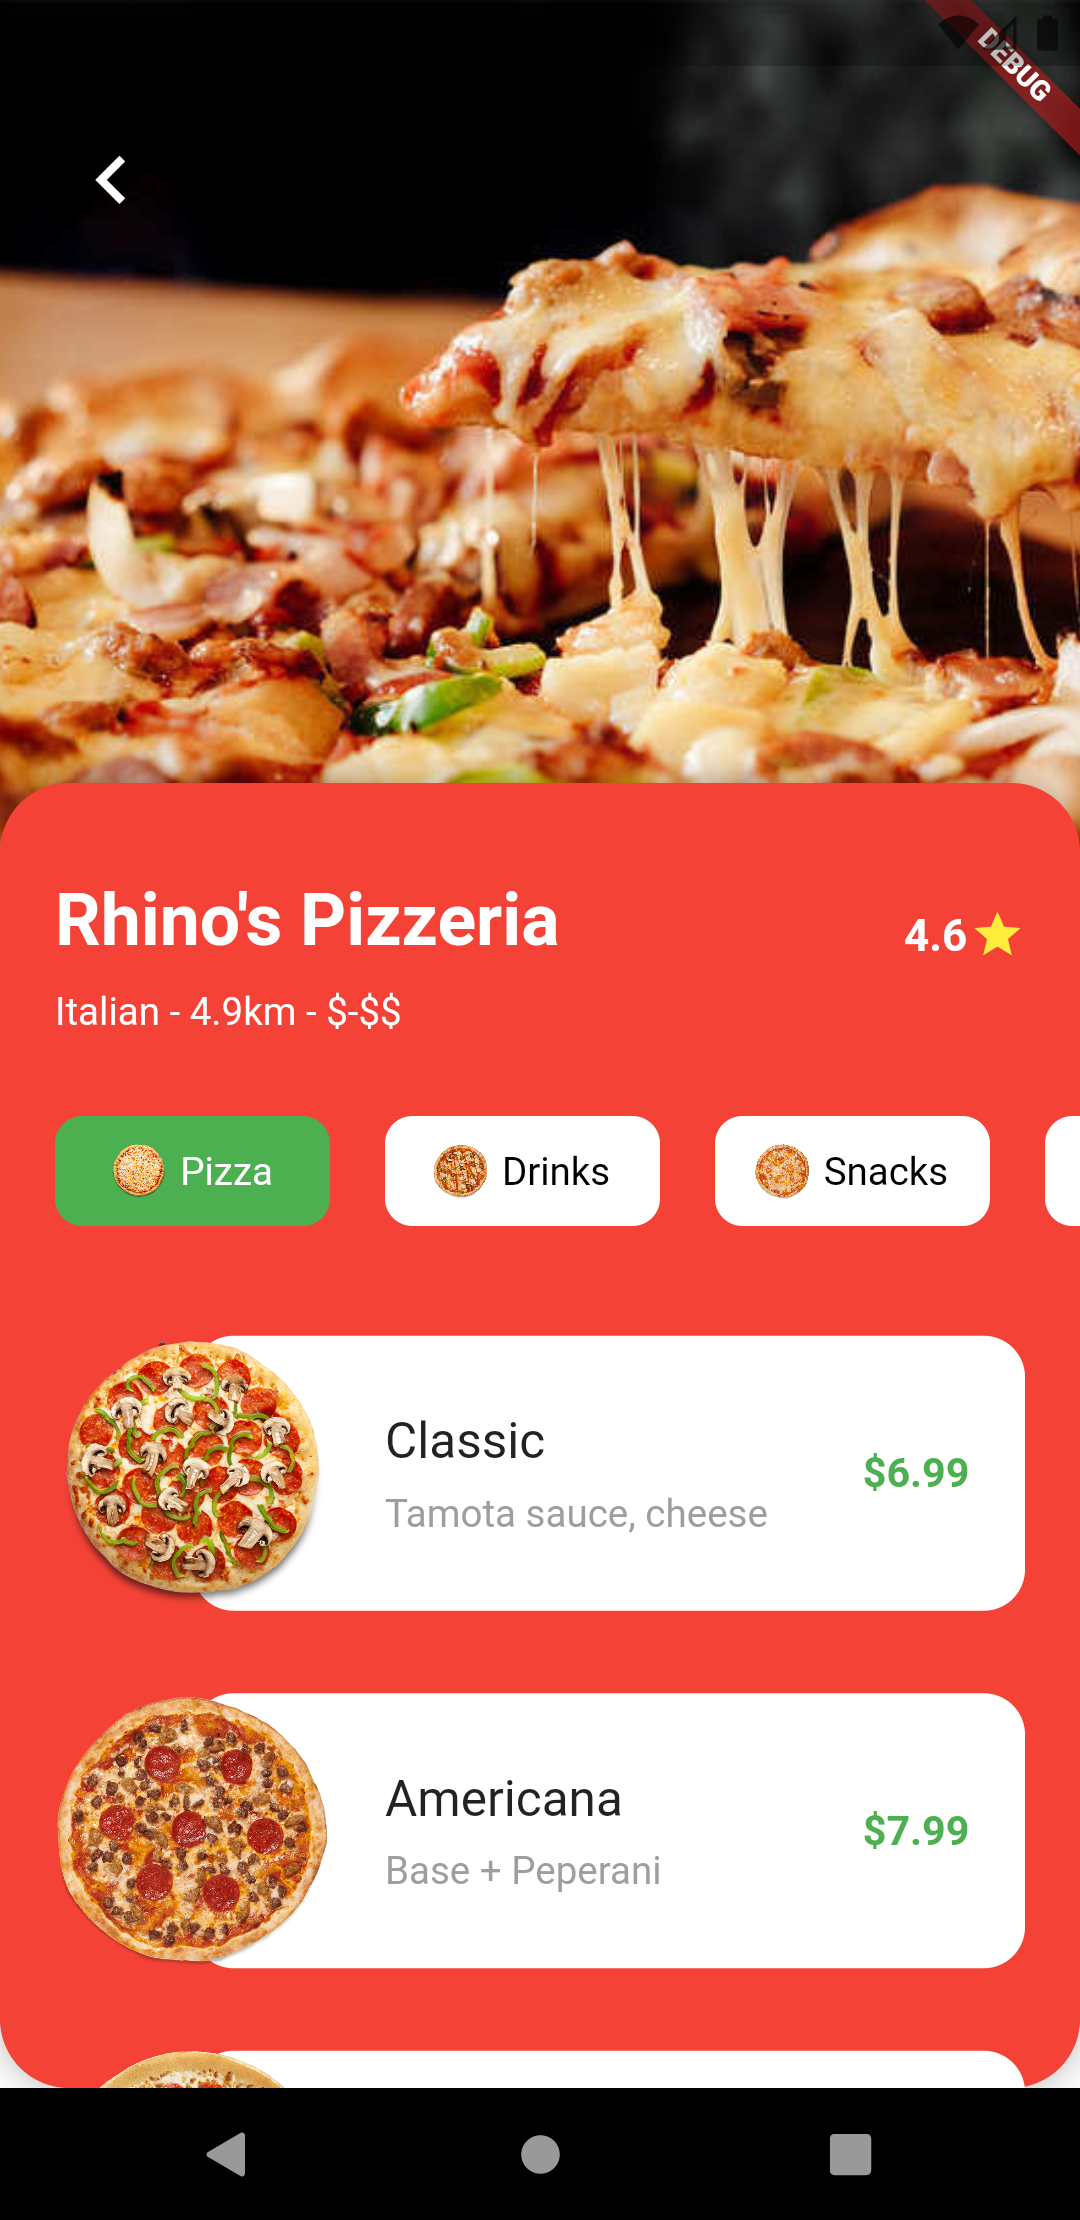 DEBUG
Rhino's Pizzeria
4.6
Italian - 4.9km - $-$$
Pizza
Drinks
Snacks
Classic
Tamota sauce, cheese
$6.99
Americana
Base + Peperani
$7.99